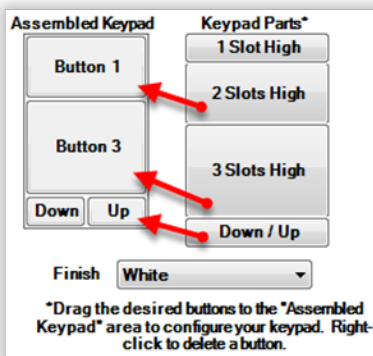 Assembled Keypad
Keypad Parts*
Button 1
Button 3
Down
Up
1 Slot High
2 Slots High
3 Slots High
Down / Up
Finish White
*Drag the desired buttons to the "Assembled
Keypad" area to configure your keypad. Right-
click to delete a button.